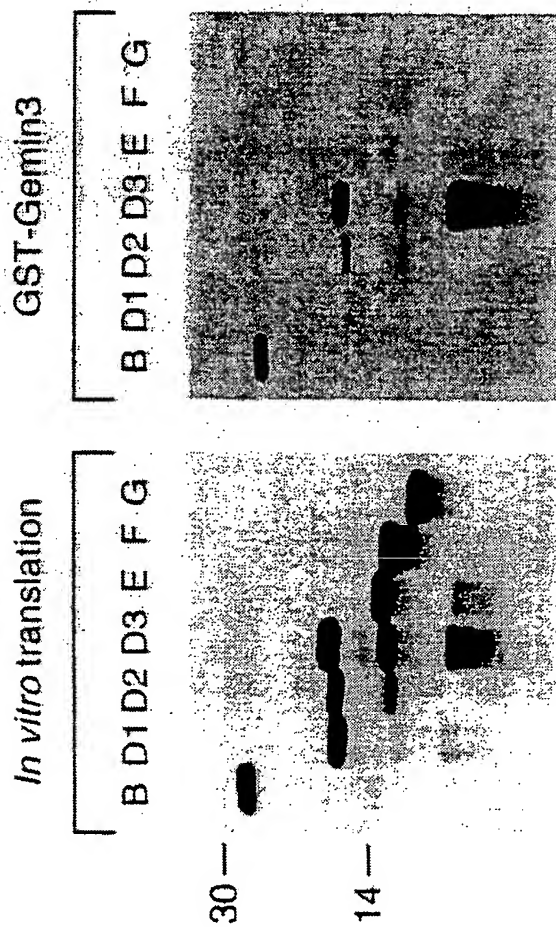 In vitro translation
B D1 D2 D3 E F G
30
14
GST-Gemin3
B D1 D2 D3 E F G